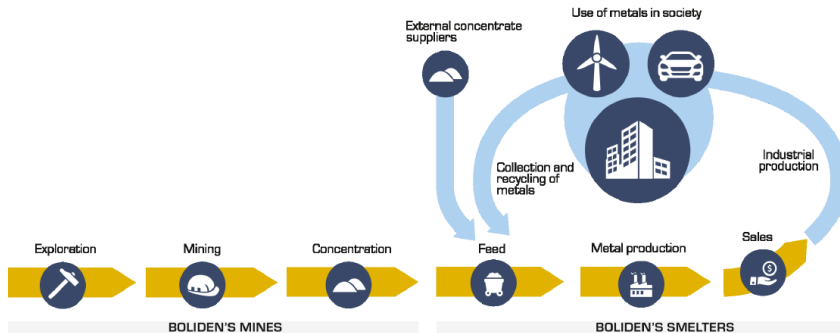 External concentrate
suppliers
Use of metals in society
Collection and
recycling of
metals
Industrial
production
Exploration
Mining
Concentration
Feed
Metal production
Sales
$
BOLIDEN'S MINES
BOLIDEN'S SMELTERS